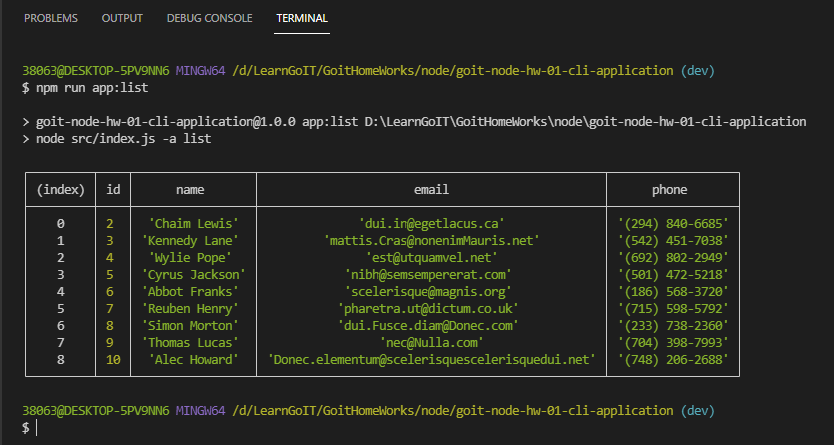 PROBLEMS OUTPUT DEBUG CONSOLE TERMINAL
38063@DESKTOP-5PV9NN6 MINGW64 /d/LearnGoIT/GoitHomeWorks/node/goit-node-hw-01-cli-application (dev)
$ npm run app:list
> goit-node-hw-01-cli-application@1.0.0 app:list D:\LearnGoIT\GoitHomeWorks\node\goit-node-hw-01-cli-application
> node src/index.js -a list
(index) id name email phone
0 2 'Chaim Lewis' 'dui.in@egetlacus.ca' '(294) 840-6685'
1 3 'Kennedy Lane' 'mattis.Cras@nonenimMauris.net' '(542) 451-7038'
2 4 'Wylie Pope' 'est@utquamvel.net' '(692) 802-2949'
3 5 'Cyrus Jackson' 'nibh@semsempererat.com' '(501) 472-5218'
4 6 'Abbot Franks' 'scelerisque@magnis.org' '(186) 568-3720'
5 7 'Reuben Henry' 'pharetra.ut@dictum.co.uk' '(715) 598-5792'
6 8 'Simon Morton' 'dui.Fusce.diam@Donec.com' '(233) 738-2360'
7 9 'Thomas Lucas' 'nec@Nulla.com' '(704) 398-7993'
8 10 'Alec Howard' 'Donec.elementum@scelerisquescelerisquedui.net' '(748) 206-2688'
38063@DESKTOP-5PV9NN6 MINGW64 /d/LearnGoIT/GoitHomeWorks/node/goit-node-hw-01-cli-application (dev)
$